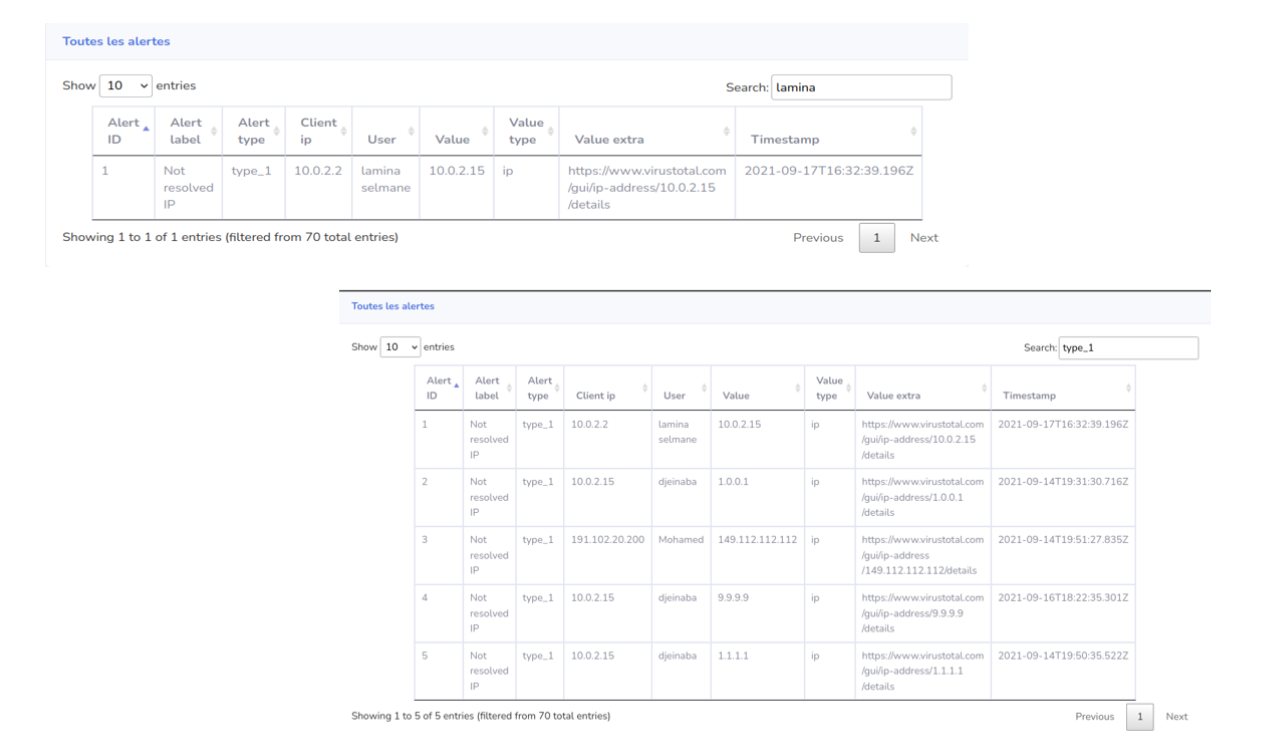 Toutes les alertes
Show 10 entries Search: lamina
Alert ID Alert label Alert type Client ip User Value Value type Value extra Timestamp
1 Not resolved IP type_1 10.0.2.2 lamina selmane 10.0.2.15 ip https://www.virustotal.com/gui/ip-address/10.0.2.15/details 2021-09-17T16:32:39.196Z
Showing 1 to 1 of 1 entries (filtered from 70 total entries) Previous 1 Next
Toutes les alertes
Show 10 entries Search: type_1
Alert ID Alert label Alert type Client ip User Value Value type Value extra Timestamp
1 Not resolved IP type_1 10.0.2.2 lamina selmane 10.0.2.15 ip https://www.virustotal.com/gui/ip-address/10.0.2.15/details 2021-09-17T16:32:39.196Z
2 Not resolved IP type_1 10.0.2.15 djeinaba 1.0.0.1 ip https://www.virustotal.com/gui/ip-address/1.0.0.1/details 2021-09-14T19:31:30.716Z
3 Not resolved IP type_1 191.102.20.200 Mohamed 149.112.112.112 ip https://www.virustotal.com/gui/ip-address/149.112.112.112/details 2021-09-14T19:51:27.835Z
4 Not resolved IP type_1 10.0.2.15 djeinaba 9.9.9.9 ip https://www.virustotal.com/gui/ip-address/9.9.9.9/details 2021-09-16T18:22:35.301Z
5 Not resolved IP type_1 10.0.2.15 djeinaba 1.1.1.1 ip https://www.virustotal.com/gui/ip-address/1.1.1.1/details 2021-09-14T19:50:35.522Z
Showing 1 to 5 of 5 entries (filtered from 70 total entries) Previous 1 Next